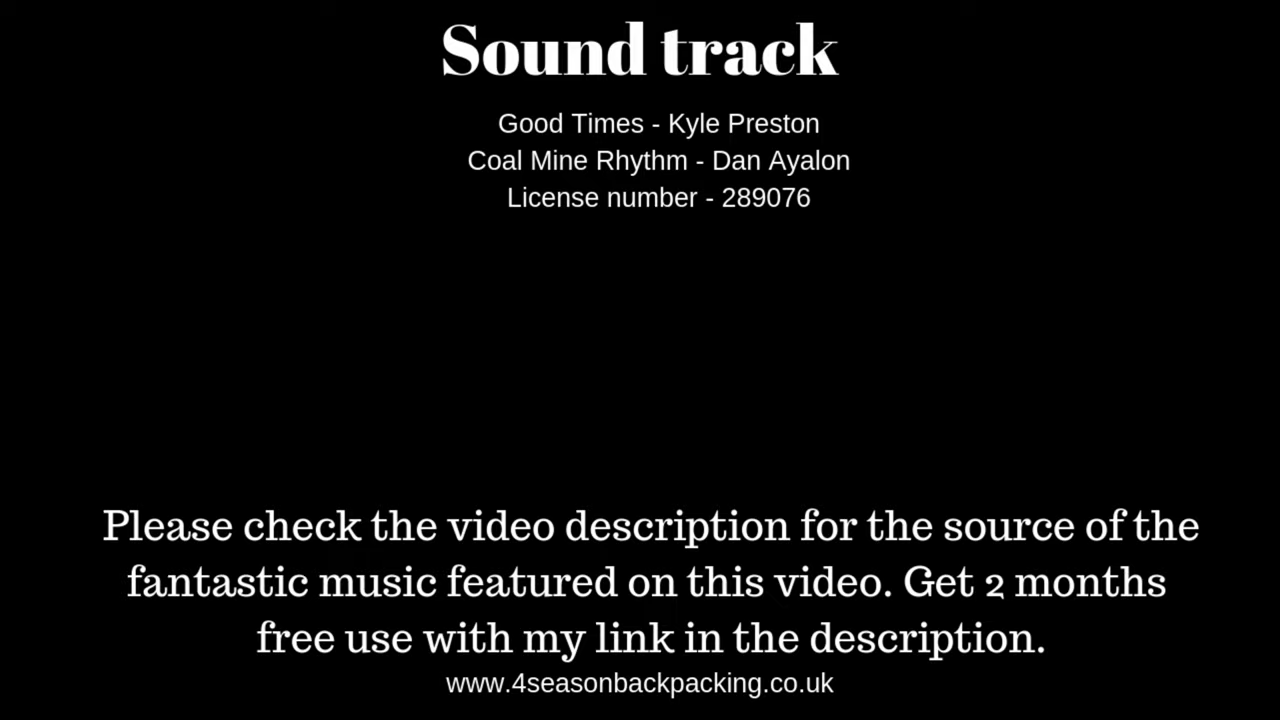 Sound track
Good Times - Kyle Preston
Coal Mine Rhythm - Dan Ayalon
License number - 289076
Please check the video description for the source of the
fantastic music featured on this video. Get 2 months
free use with my link in the description.
www.4seasonbackpacking.co.uk